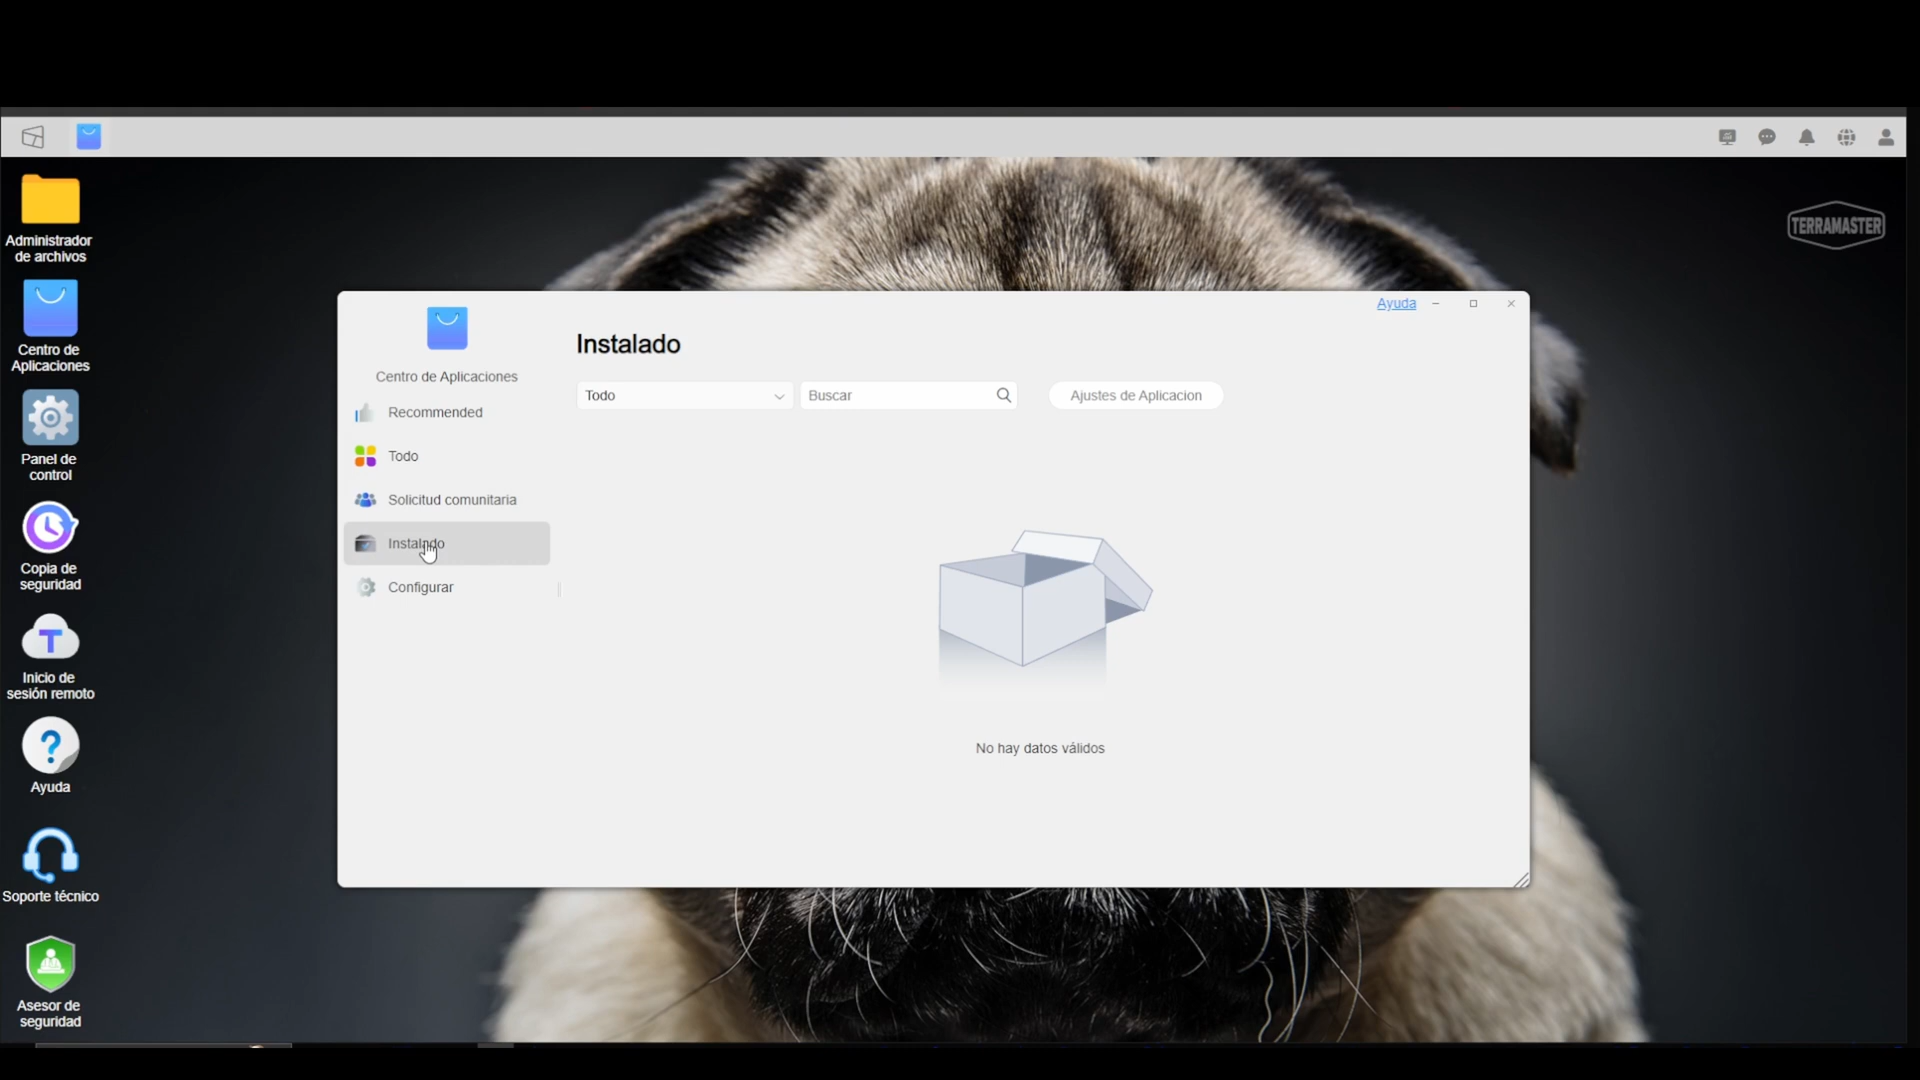 TERRAMASTER
Administrador
de archivos
Centro de
Aplicaciones
Panel de
control
Copia de
seguridad
T
Inicio de
sesión remoto
?
Ayuda
Soporte técnico
Asesor de
seguridad
Ayuda
Centro de Aplicaciones
Recommended
Todo
Solicitud comunitaria
Instalado
Configurar
Instalado
Todo
Buscar
Ajustes de Aplicacion
No hay datos válidos